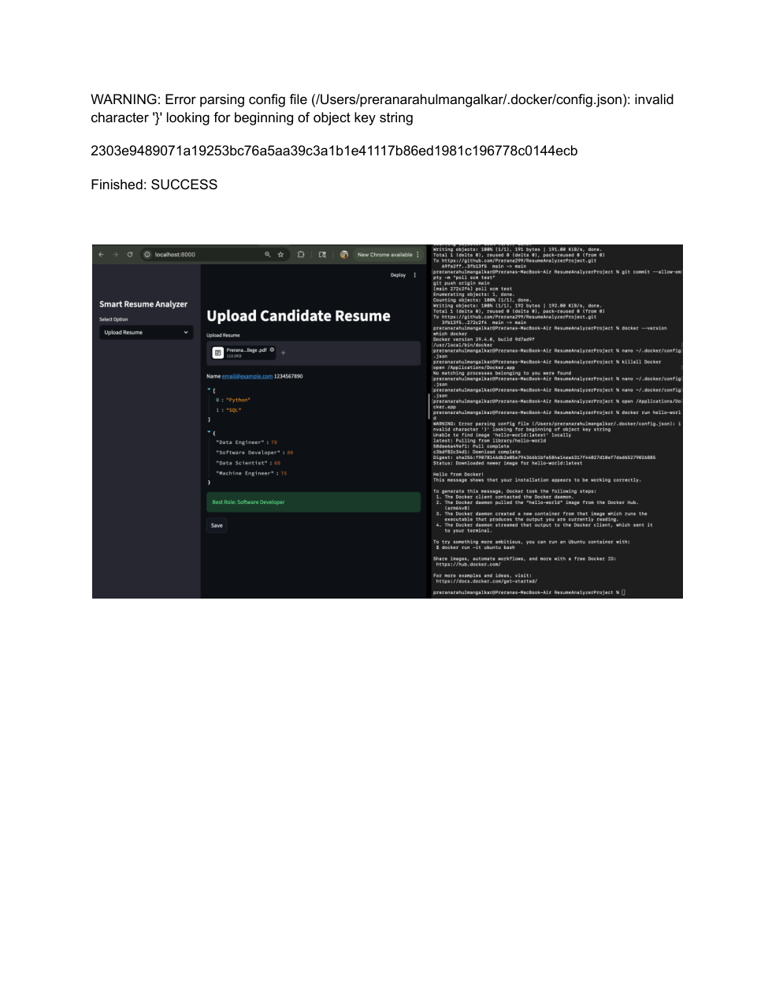 WARNING: Error parsing config file (/Users/preranarahulmangalkar/.docker/config.json): invalid
character '}' looking for beginning of object key string
2303e9489071a19253bc76a5aa39c3a1b1e41117b86ed1981c196778c0144ecb
Finished: SUCCESS
localhost:8000
New Chrome available
Deploy
Smart Resume Analyzer
Select Option
Upload Resume
Upload Candidate Resume
Upload Resume
Prerana...llege .pdf
110.0KB
Name email@example.com 1234567890
[
0 : "Python"
1 : "SQL"
]
{
"Data Engineer" : 70
"Software Developer" : 80
"Data Scientist" : 60
"Machine Engineer" : 75
}
Best Role: Software Developer
Save
Writing objects: 100% (1/1), 191 bytes | 191.00 KiB/s, done.
Total 1 (delta 0), reused 0 (delta 0), pack-reused 0 (from 0)
To https://github.com/Prerana299/ResumeAnalyzerProject.git
69fe2ff..3fb13f5 main -> main
preranarahulmangalkar@Preranas-MacBook-Air ResumeAnalyzerProject % git commit --allow-em
pty -m "poll scm test"
git push origin main
[main 272c2f4] poll scm test
Enumerating objects: 1, done.
Counting objects: 100% (1/1), done.
Writing objects: 100% (1/1), 192 bytes | 192.00 KiB/s, done.
Total 1 (delta 0), reused 0 (delta 0), pack-reused 0 (from 0)
To https://github.com/Prerana299/ResumeAnalyzerProject.git
3fb13f5..272c2f4 main -> main
preranarahulmangalkar@Preranas-MacBook-Air ResumeAnalyzerProject % docker --version
which docker
Docker version 29.4.0, build 9d7ad9f
/usr/local/bin/docker
preranarahulmangalkar@Preranas-MacBook-Air ResumeAnalyzerProject % nano ~/.docker/config
.json
preranarahulmangalkar@Preranas-MacBook-Air ResumeAnalyzerProject % killall Docker
open /Applications/Docker.app
No matching processes belonging to you were found
preranarahulmangalkar@Preranas-MacBook-Air ResumeAnalyzerProject % nano ~/.docker/config
.json
preranarahulmangalkar@Preranas-MacBook-Air ResumeAnalyzerProject % nano ~/.docker/config
.json
preranarahulmangalkar@Preranas-MacBook-Air ResumeAnalyzerProject % open /Applications/Do
cker.app
preranarahulmangalkar@Preranas-MacBook-Air ResumeAnalyzerProject % docker run hello-worl
d
WARNING: Error parsing config file (/Users/preranarahulmangalkar/.docker/config.json): i
nvalid character '}' looking for beginning of object key string
Unable to find image 'hello-world:latest' locally
latest: Pulling from library/hello-world
58dee6a49ef1: Pull complete
c3bdf82c34d1: Download complete
Digest:
Status: Downloaded newer image for hello-world:latest
Hello from Docker!
This message shows that your installation appears to be working correctly.
To generate this message, Docker took the following steps:
1. The Docker client contacted the Docker daemon.
2. The Docker daemon pulled the "hello-world" image from the Docker Hub.
(arm64v8)
3. The Docker daemon created a new container from that image which runs the
executable that produces the output you are currently reading.
4. The Docker daemon streamed that output to the Docker client, which sent it
to your terminal.
To try something more ambitious, you can run an Ubuntu container with:
$ docker run -it ubuntu bash
Share images, automate workflows, and more with a free Docker ID:
https://hub.docker.com/
For more examples and ideas, visit:
https://docs.docker.com/get-started/
preranarahulmangalkar@Preranas-MacBook-Air ResumeAnalyzerProject %